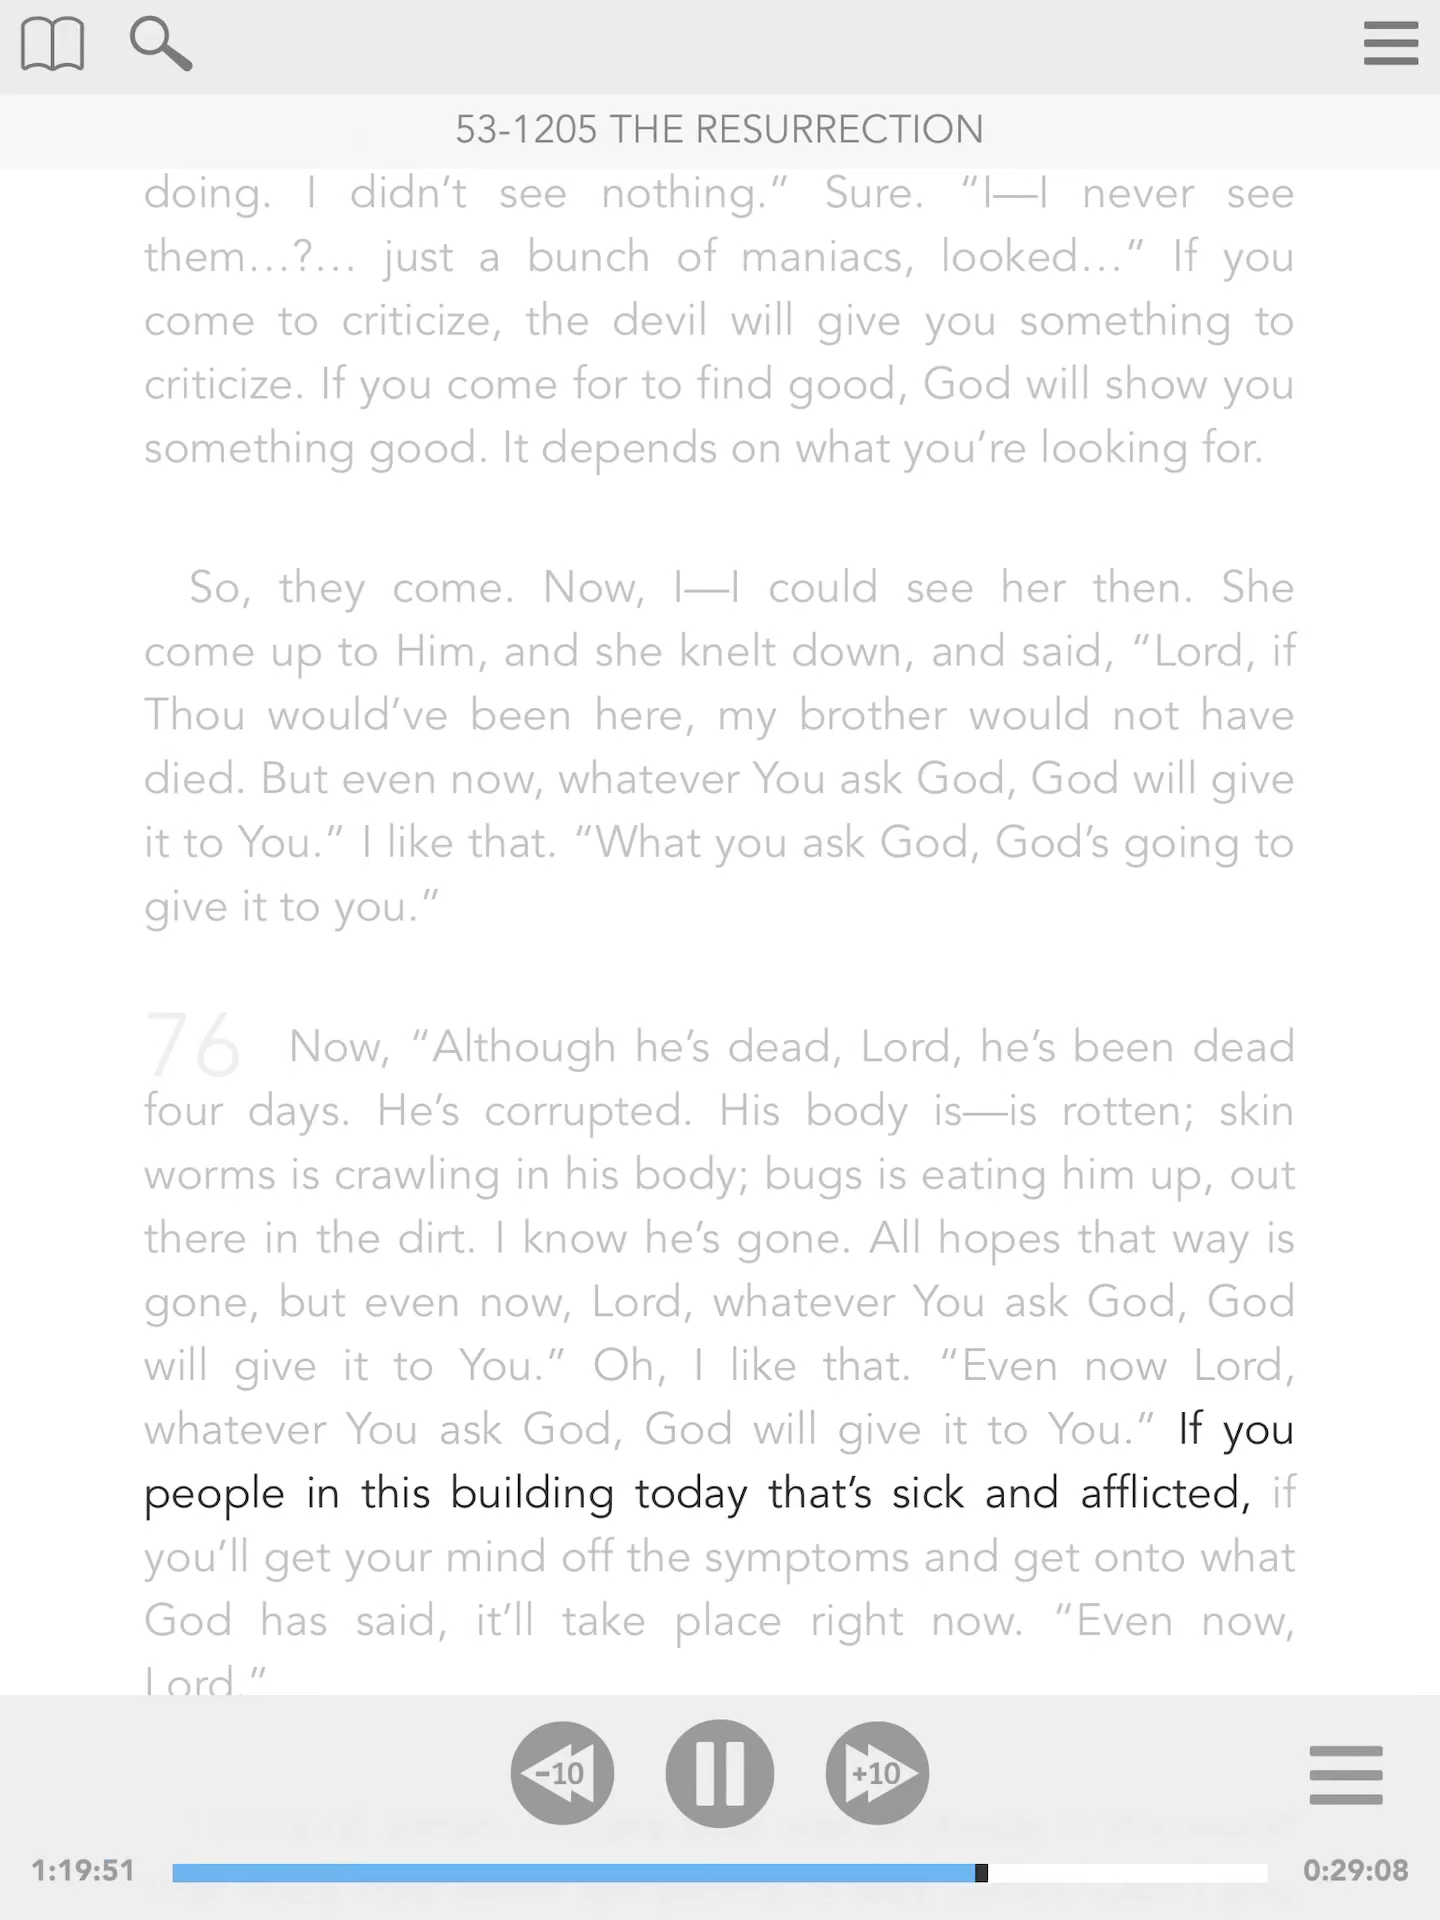 53-1205 THE RESURRECTION
doing. I didn’t see nothing.” Sure. “I—I never see
them…?… just a bunch of maniacs, looked…” If you
come to criticize, the devil will give you something to
criticize. If you come for to find good, God will show you
something good. It depends on what you’re looking for.
So, they come. Now, I—I could see her then. She
come up to Him, and she knelt down, and said, “Lord, if
Thou would’ve been here, my brother would not have
died. But even now, whatever You ask God, God will give
it to You.” I like that. “What you ask God, God’s going to
give it to you.”
76 Now, “Although he’s dead, Lord, he’s been dead
four days. He’s corrupted. His body is—is rotten; skin
worms is crawling in his body; bugs is eating him up, out
there in the dirt. I know he’s gone. All hopes that way is
gone, but even now, Lord, whatever You ask God, God
will give it to You.” Oh, I like that. “Even now Lord,
whatever You ask God, God will give it to You.” If you
people in this building today that’s sick and afflicted, if
you’ll get your mind off the symptoms and get onto what
God has said, it’ll take place right now. “Even now,
Lord.”
-10 +10
1:19:51 0:29:08